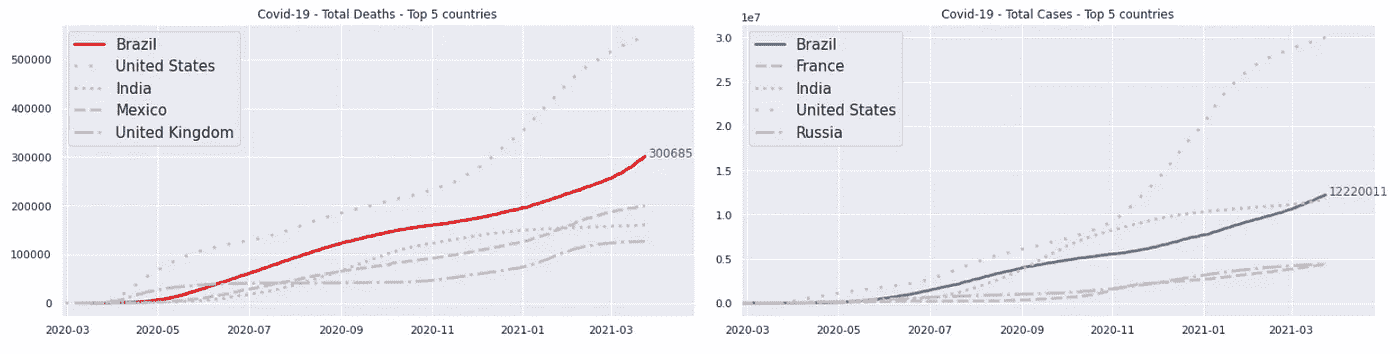 Covid-19 - Total Deaths - Top 5 countries
Brazil
United States
India
Mexico
United Kingdom
500000
400000
300000
200000
100000
0
300685
2020-03 2020-05 2020-07 2020-09 2020-11 2021-01 2021-03
Covid-19 - Total Cases - Top 5 countries
1e7
Brazil
France
India
United States
Russia
3.0
2.5
2.0
1.5
1.0
0.5
0.0
12220011
2020-03 2020-05 2020-07 2020-09 2020-11 2021-01 2021-03